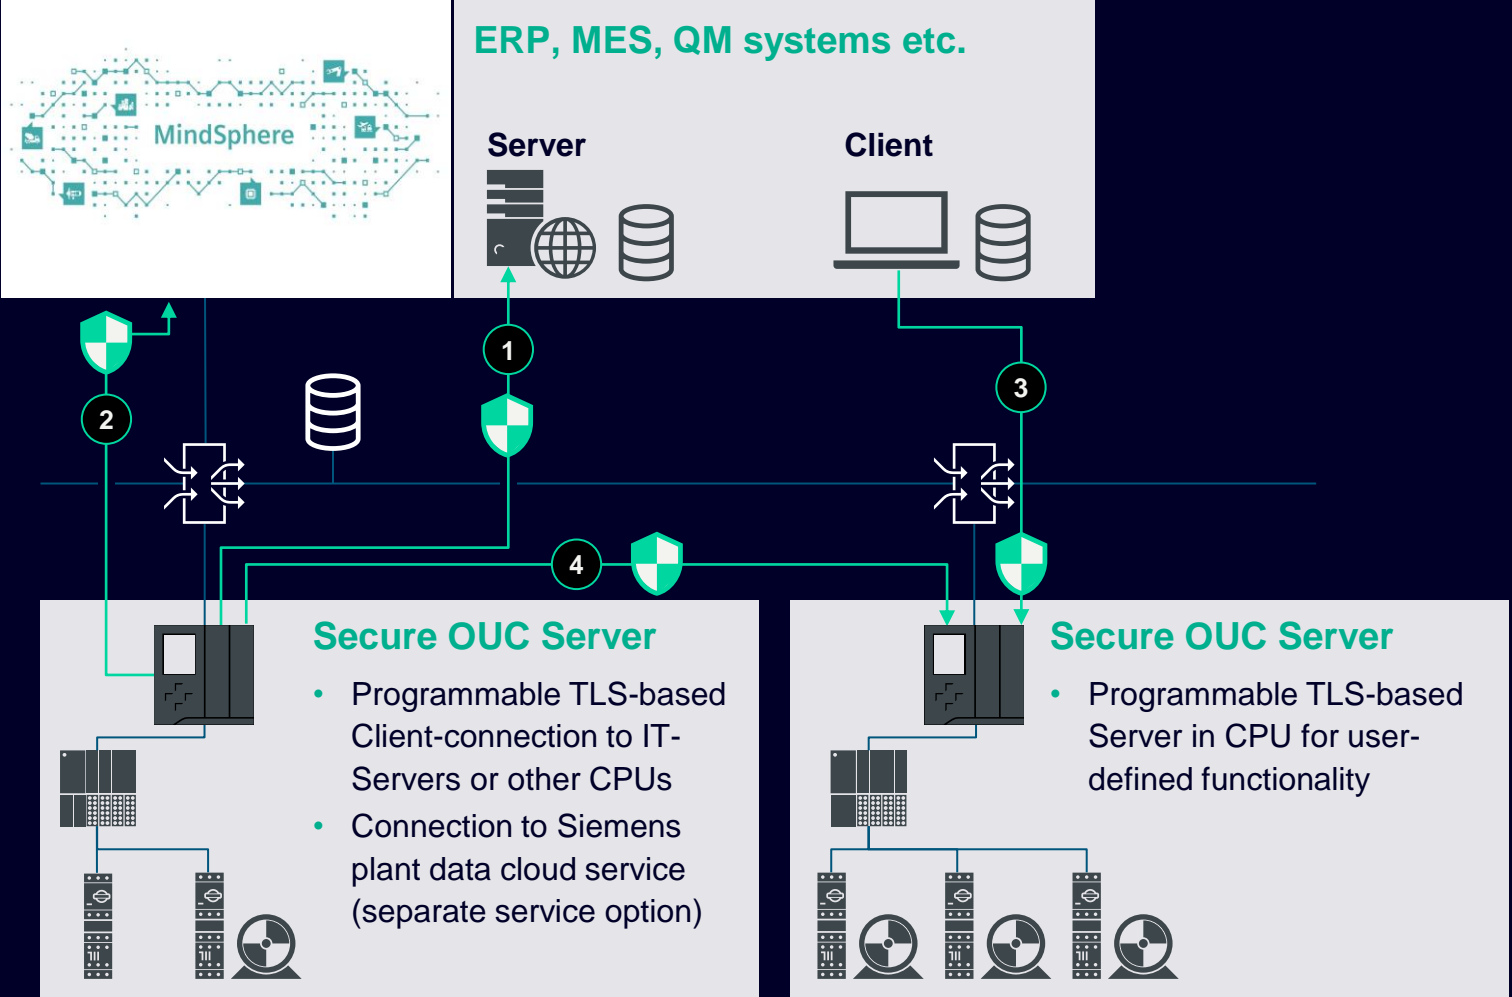 MindSphere
ERP, MES, QM systems etc.
Server
Client
1
2
3
4
Secure OUC Server
• Programmable TLS-based
Client-connection to IT-
Servers or other CPUs
• Connection to Siemens
plant data cloud service
(separate service option)
Secure OUC Server
• Programmable TLS-based
Server in CPU for user-
defined functionality